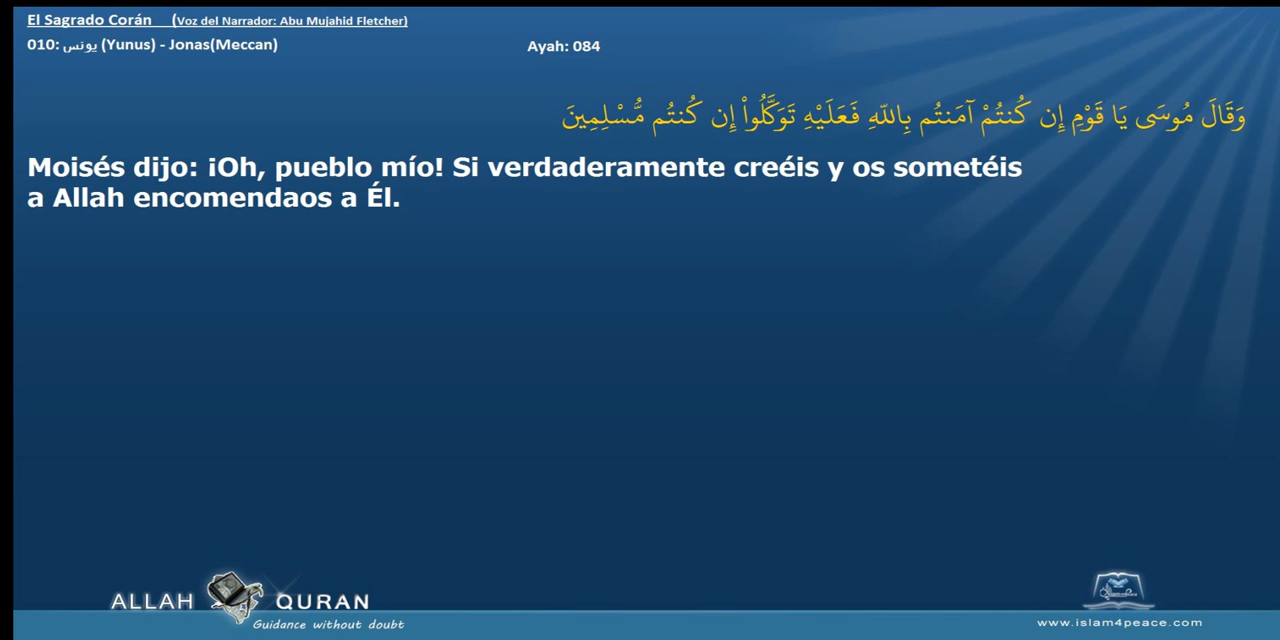 El Sagrado Corán (Voz del Narrador: Abu Mujahid Fletcher)
010: يونس (Yunus) - Jonas(Meccan) Ayah: 084
وَقَالَ مُوسَى يَا قَوْمِ إِن كُنتُمْ آمَنتُم بِاللّهِ فَعَلَيْهِ تَوَكَّلُواْ إِن كُنتُم مُّسْلِمِينَ
Moisés dijo: ¡Oh, pueblo mío! Si verdaderamente creéis y os sometéis
a Allah encomendaos a Él.
ALLAH QURAN
Guidance without doubt
www.islam4peace.com